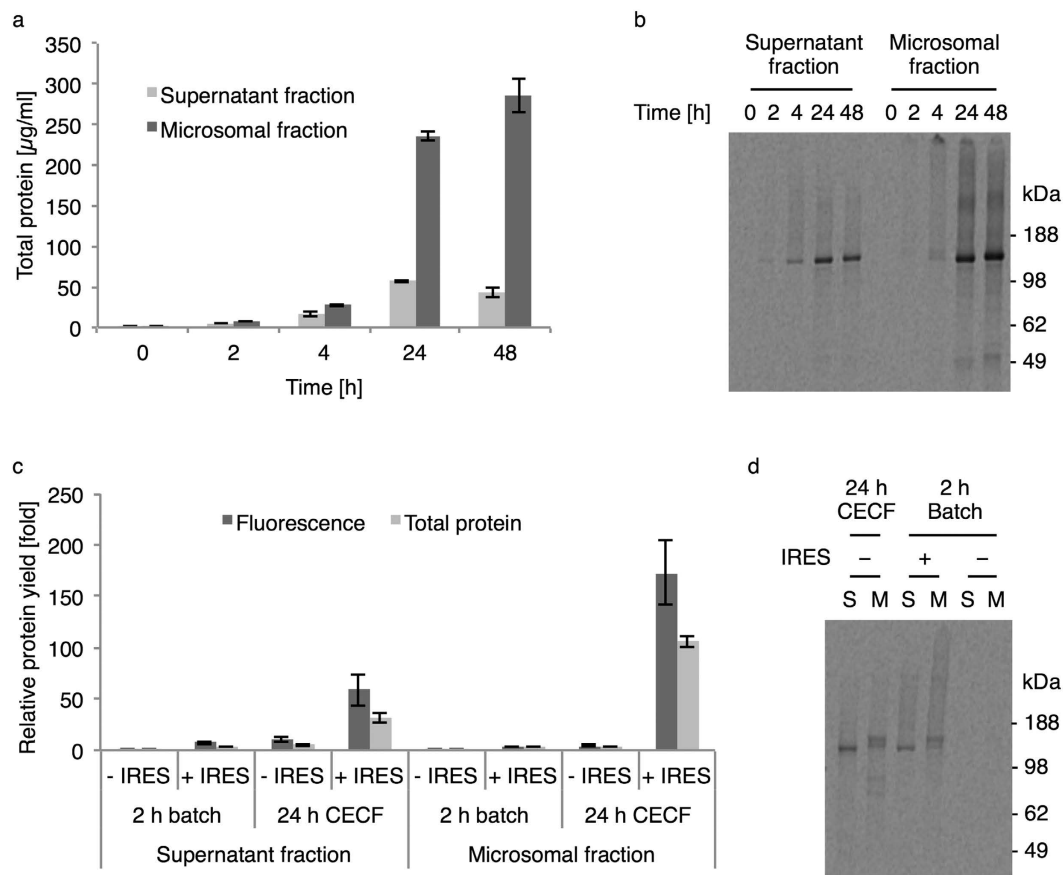 a
350
300
250
200
150
100
50
0
Total protein [µg/ml]
Supernatant fraction
Microsomal fraction
0 2 4 24 48
Time [h]
b
Supernatant fraction
Microsomal fraction
Time [h] 0 2 4 24 48 0 2 4 24 48
kDa
- 188
- 98
- 62
- 49
c
250
200
150
100
50
0
Relative protein yield [fold]
Fluorescence Total protein
- IRES + IRES - IRES + IRES - IRES + IRES - IRES + IRES
2 h batch 24 h CECF 2 h batch 24 h CECF
Supernatant fraction Microsomal fraction
d
24 h 2 h
CECF Batch
IRES – + –
S M S M S M
kDa
- 188
- 98
- 62
- 49